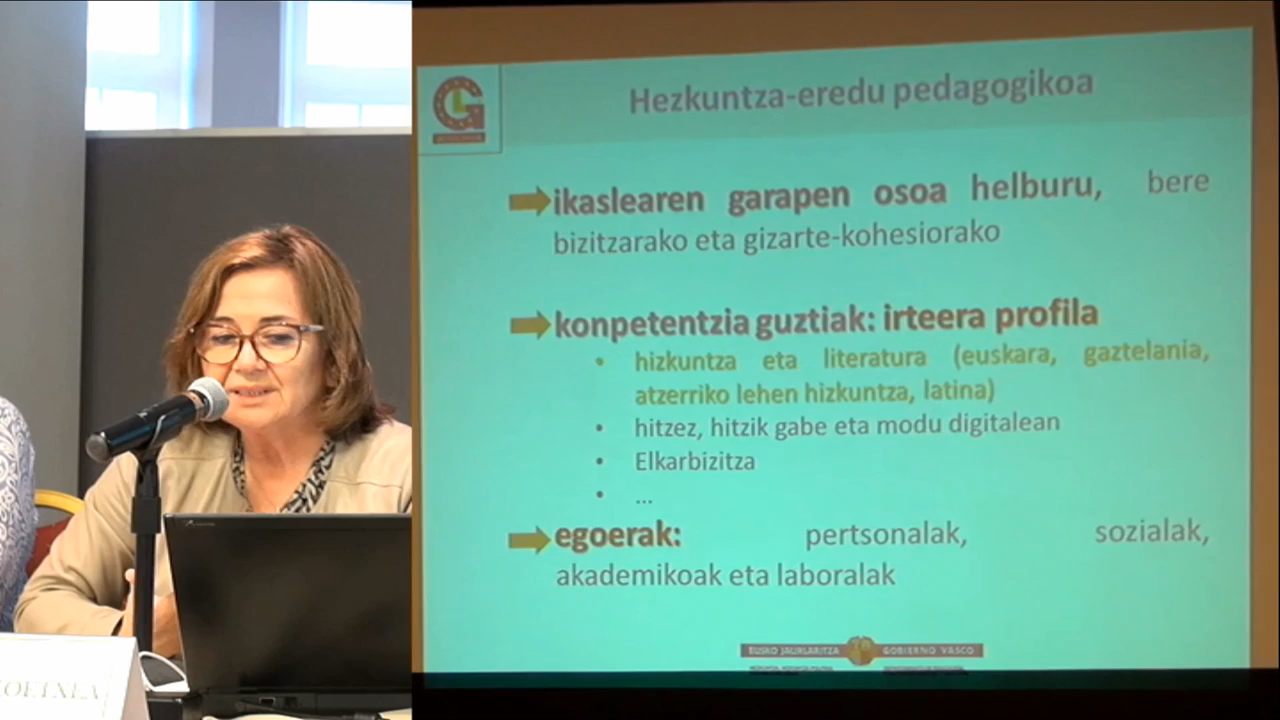 Hezkuntza-eredu pedagogikoa
ikaslearen garapen osoa helburu, bere
bizitzarako eta gizarte-kohesiorako
konpetentzia guztiak: irteera profila
• hizkuntza eta literatura (euskara, gaztelania,
atzerriko lehen hizkuntza, latina)
• hitzez, hitzik gabe eta modu digitalean
• Elkarbizitza
• ...
egoerak: pertsonalak, sozialak,
akademikoak eta laboralak
EUSKO JAURLARITZA GOBIERNO VASCO